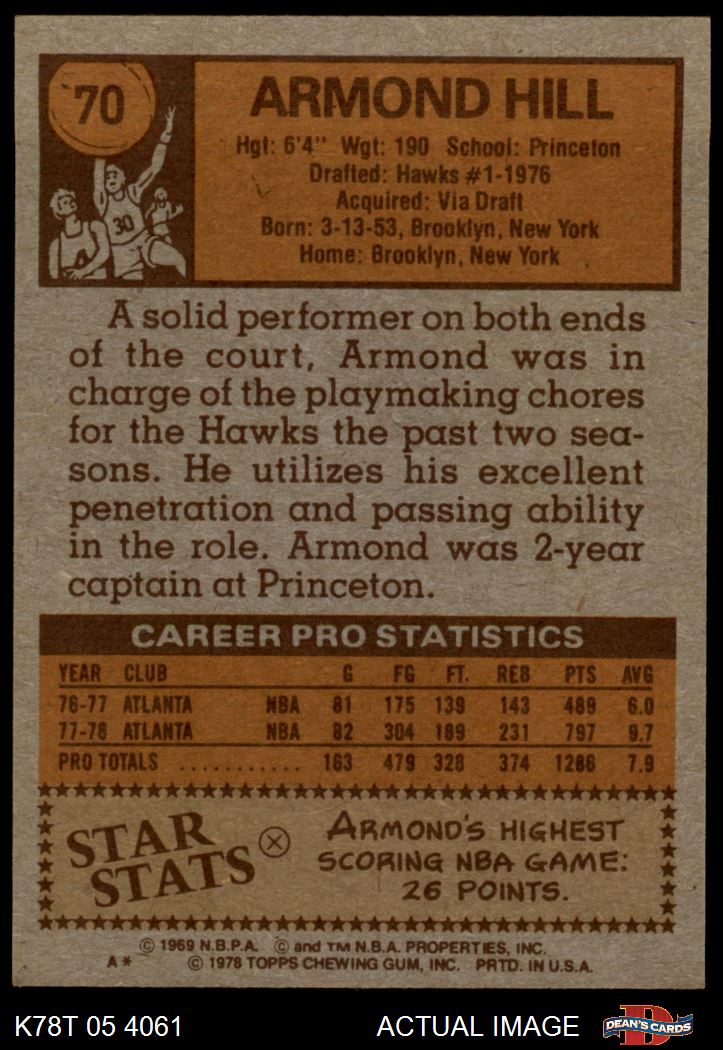 70
ARMOND HILL
Hgt: 6'4" Wgt: 190 School: Princeton
Drafted: Hawks #1-1976
Acquired: Via Draft
Born: 3-13-53, Brooklyn, New York
Home: Brooklyn, New York
30
A solid performer on both ends
of the court, Armond was in
charge of the playmaking chores
for the Hawks the past two sea-
sons. He utilizes his excellent
penetration and passing ability
in the role. Armond was 2-year
captain at Princeton.
CAREER PRO STATISTICS
YEAR CLUB G FG FT. REB PTS AVG
76-77 ATLANTA NBA 81 175 139 143 489 6.0
77-78 ATLANTA NBA 82 304 189 231 797 9.7
PRO TOTALS ........... 163 479 328 374 1286 7.9
STAR STATS
ARMOND'S HIGHEST
SCORING NBA GAME:
26 POINTS.
© 1969 N.B.P.A. © and TM N.B.A. PROPERTIES, INC.
A* © 1978 TOPPS CHEWING GUM, INC. PRTD. IN U.S.A.
K78T 05 4061 ACTUAL IMAGE D DEAN'S CARDS